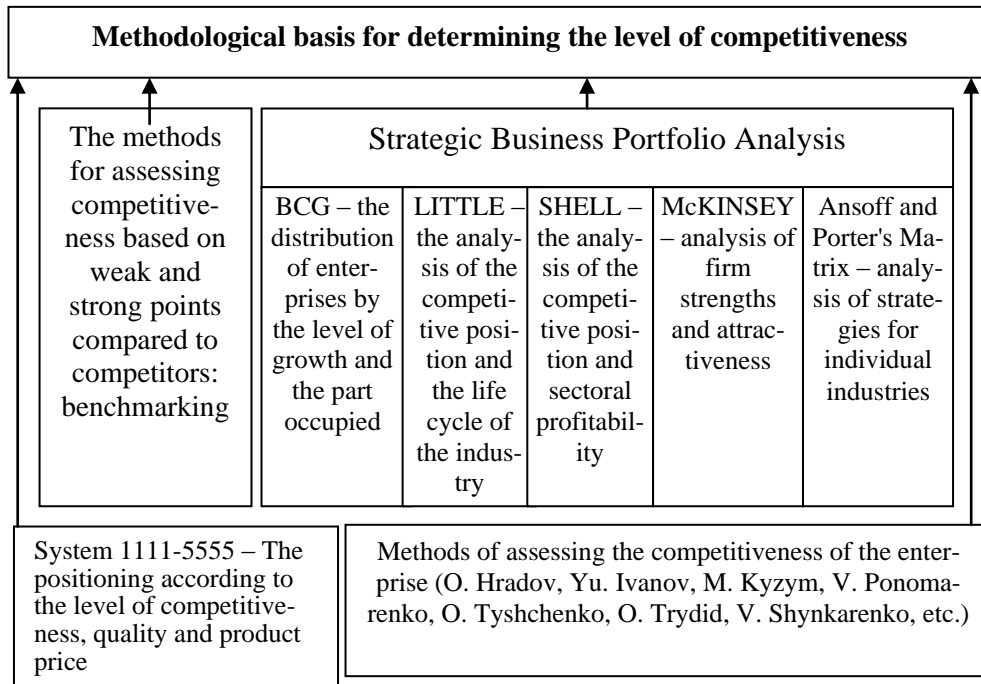 Methodological basis for determining the level of competitiveness
The methods
for assessing
competitive-
ness based on
weak and
strong points
compared to
competitors:
benchmarking
Strategic Business Portfolio Analysis
BCG – the
distribution
of enter-
prises by
the level of
growth and
the part
occupied
LITTLE –
the analy-
sis of the
competi-
tive position
and the life
cycle of
the indus-
try
SHELL –
the analy-
sis of the
competi-
tive posi-
tion and
sectoral
profitabil-
ity
McKINSEY
– analysis of
firm
strengths
and attrac-
tiveness
Ansoff and
Porter's Ma-
trix – analy-
sis of strate-
gies for
individual
industries
System 1111-5555 – The
positioning according to
the level of competitive-
ness, quality and product
price
Methods of assessing the competitiveness of the enter-
prise (O. Hradov, Yu. Ivanov, M. Kyzym, V. Ponoma-
renko, O. Tyshchenko, O. Trydid, V. Shynkarenko, etc.)